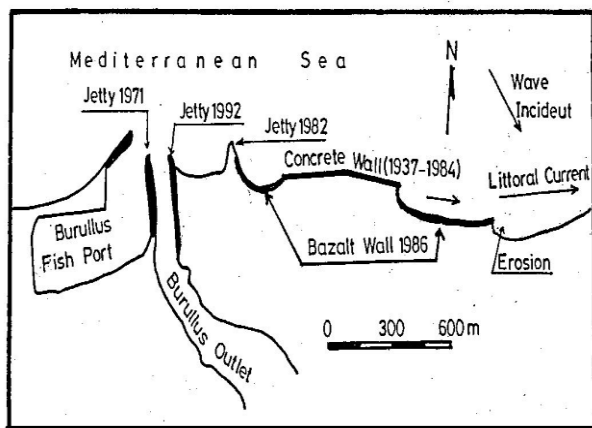 Mediterranean Sea
N
Jetty 1971
Jetty 1992
Wave
Incideut
Jetty 1982
Concrete Wall (1937-1984)
Littoral Current
Burullus
Fish Port
Bazalt Wall 1986
Erosion
Burullus Outlet
0 300 600 m